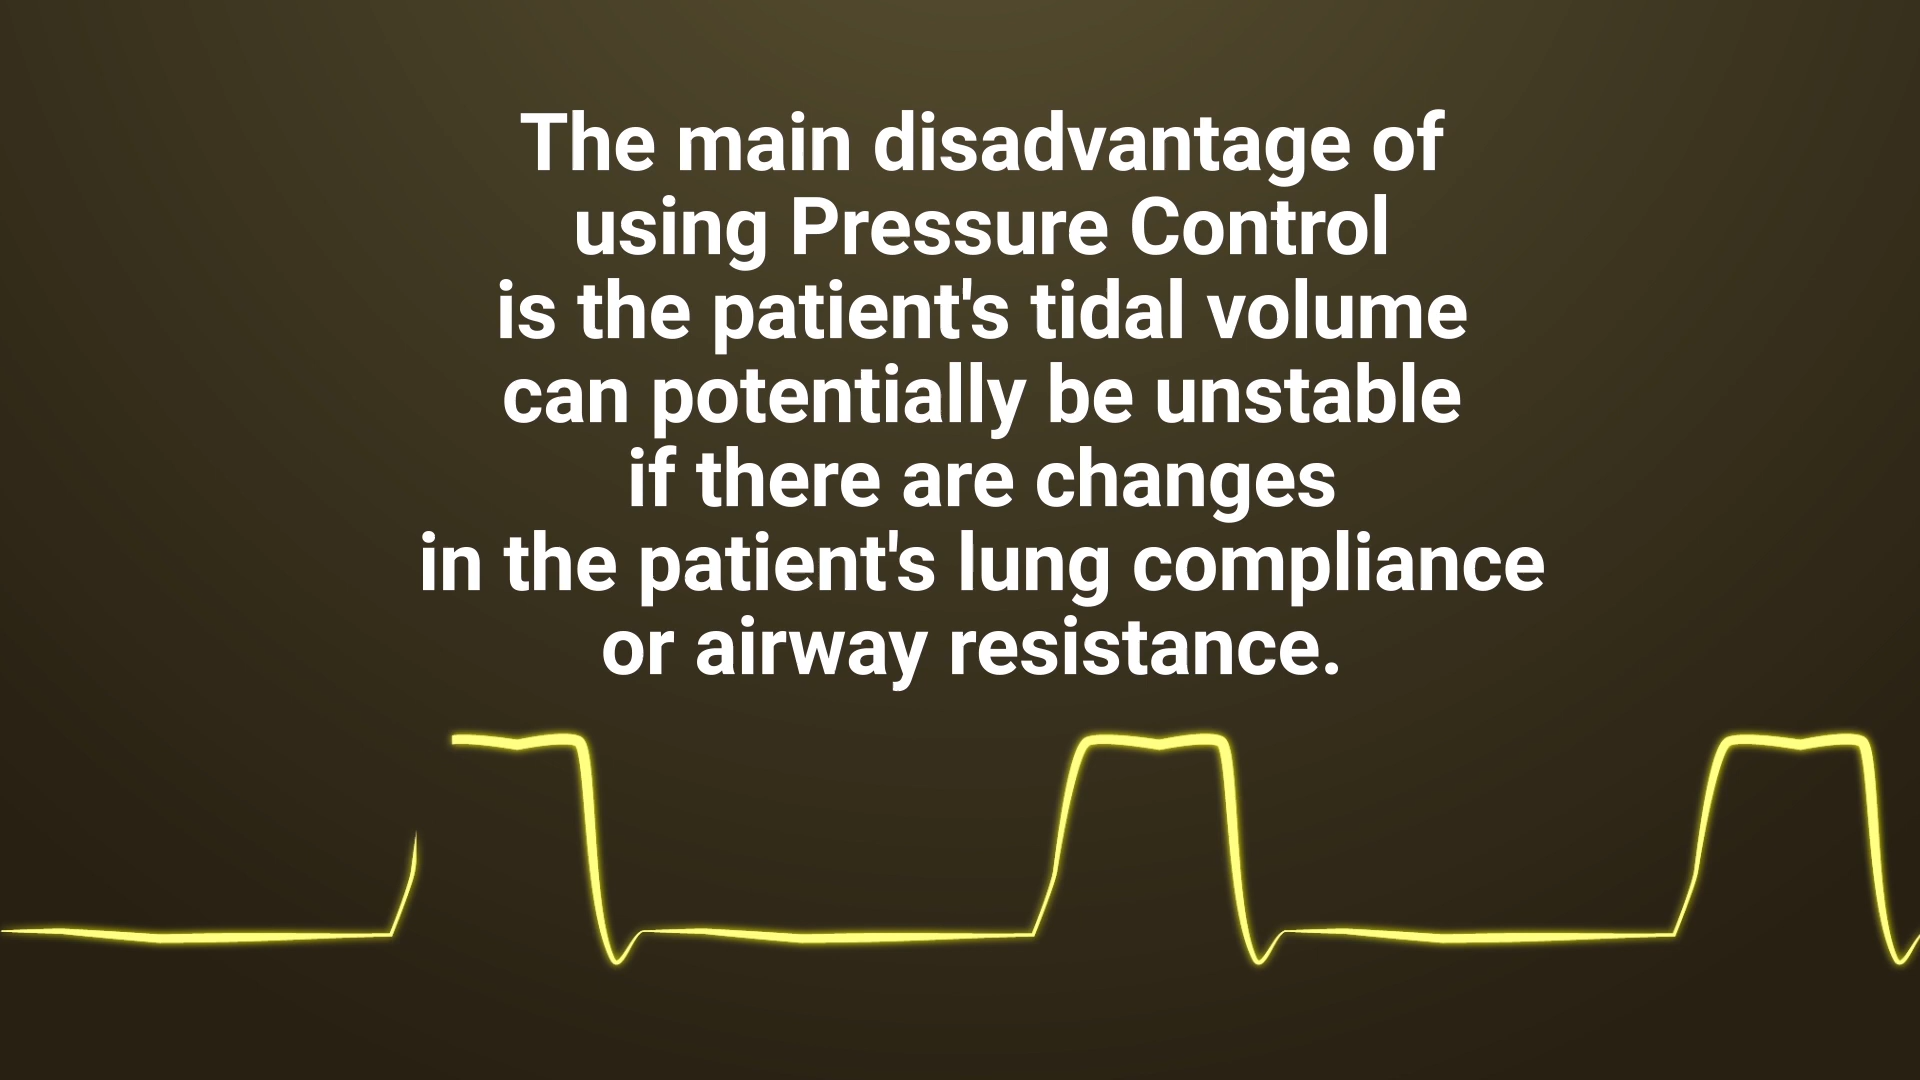 The main disadvantage of
using Pressure Control
is the patient's tidal volume
can potentially be unstable
if there are changes
in the patient's lung compliance
or airway resistance.